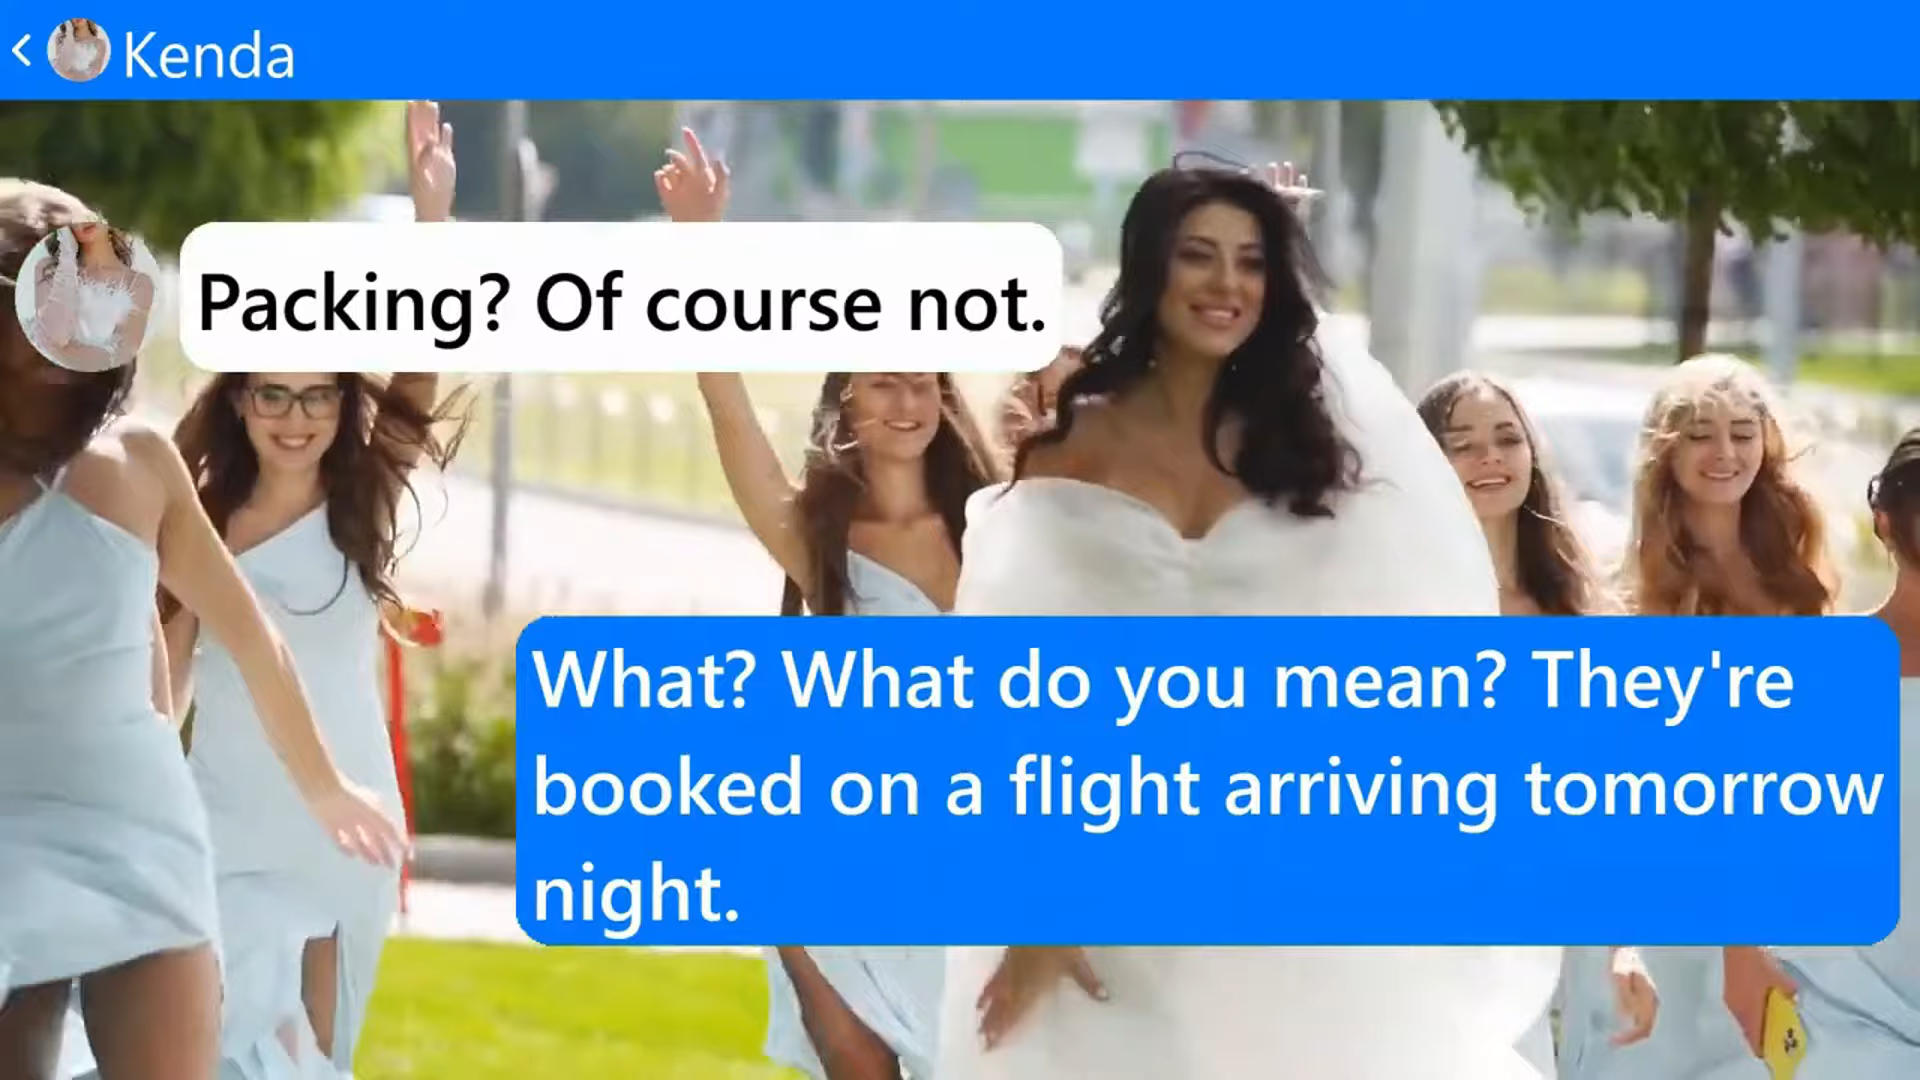 Kenda
Packing? Of course not.
What? What do you mean? They're
booked on a flight arriving tomorrow
night.